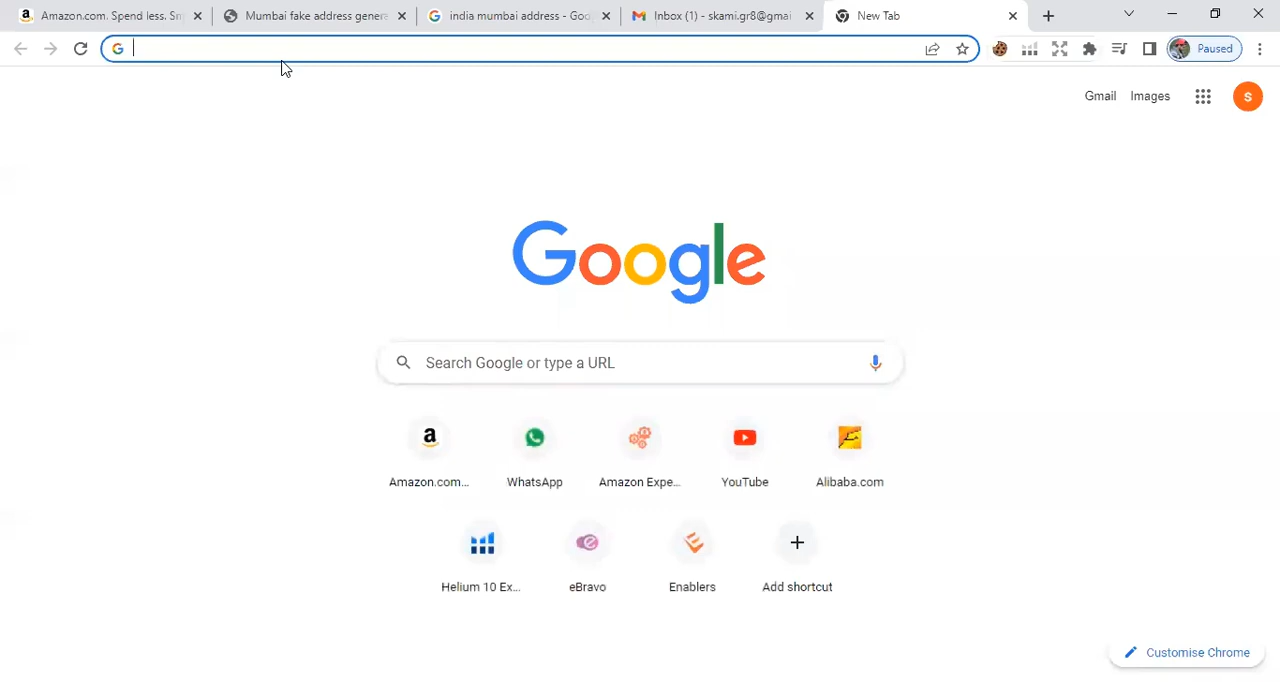 Amazon.com. Spend less. Sm
Mumbai fake address genera
india mumbai address - Goo
Inbox (1) - skami.gr8@gmai
New Tab
Paused
Gmail
Images
S
Google
Search Google or type a URL
Amazon.com...
WhatsApp
Amazon Expe...
YouTube
Alibaba.com
Helium 10 Ex...
eBravo
Enablers
Add shortcut
Customise Chrome